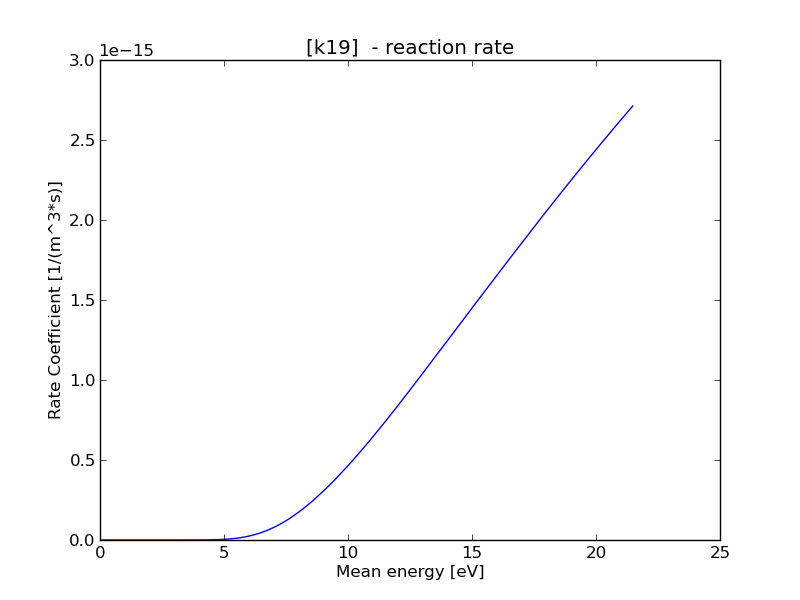 [k19]  - reaction rate
1e−15
3.0
2.5
2.0
1.5
1.0
0.5
0.0
Rate Coefficient [1/(m^3*s)]
0 5 10 15 20 25
Mean energy [eV]